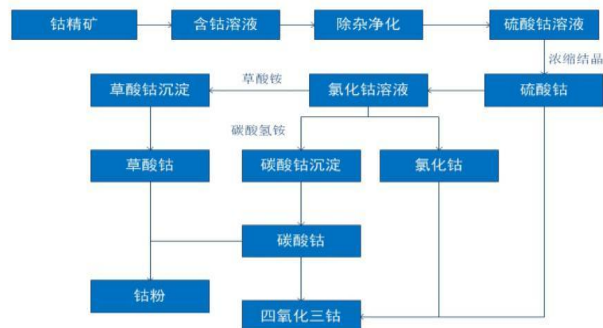 钴精矿
含钴溶液
除杂净化
硫酸钴溶液
浓缩结晶
草酸钴沉淀
草酸铵
氯化钴溶液
硫酸钴
碳酸氢铵
草酸钴
碳酸钴沉淀
氯化钴
碳酸钴
钴粉
四氧化三钴